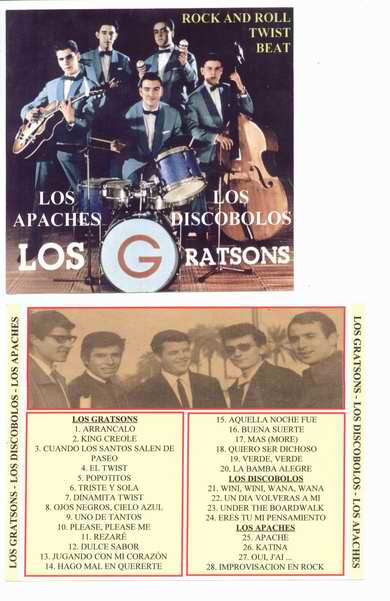 ROCK AND ROLL
TWIST
BEAT
LOS
APACHES
LOS
DISCOBOLOS
LOS GRATSONS
LOS GRATSONS - LOS DISCOBOLOS - LOS APACHES
LOS GRATSONS
1. ARRANCALO
2. KING CREOLE
3. CUANDO LOS SANTOS SALEN DE
PASEO
4. EL TWIST
5. POPOTITOS
6. TRISTE Y SOLA
7. DINAMITA TWIST
8. OJOS NEGROS, CIELO AZUL
9. UNO DE TANTOS
10. PLEASE, PLEASE ME
11. REZARÉ
12. DULCE SABOR
13. JUGANDO CON MI CORAZÓN
14. HAGO MAL EN QUERERTE
15. AQUELLA NOCHE FUE
16. BUENA SUERTE
17. MAS (MORE)
18. QUIERO SER DICHOSO
19. VERDE, VERDE
20. LA BAMBA ALEGRE
LOS DISCOBOLOS
21. WINI, WINI, WANA, WANA
22. UN DIA VOLVERAS A MI
23. UNDER THE BOARDWALK
24. ERES TU MI PENSAMIENTO
LOS APACHES
25. APACHE
26. KATINA
27. OUI, J'AI ...
28. IMPROVISACION EN ROCK
LOS GRATSONS - LOS DISCOBOLOS - LOS APACHES